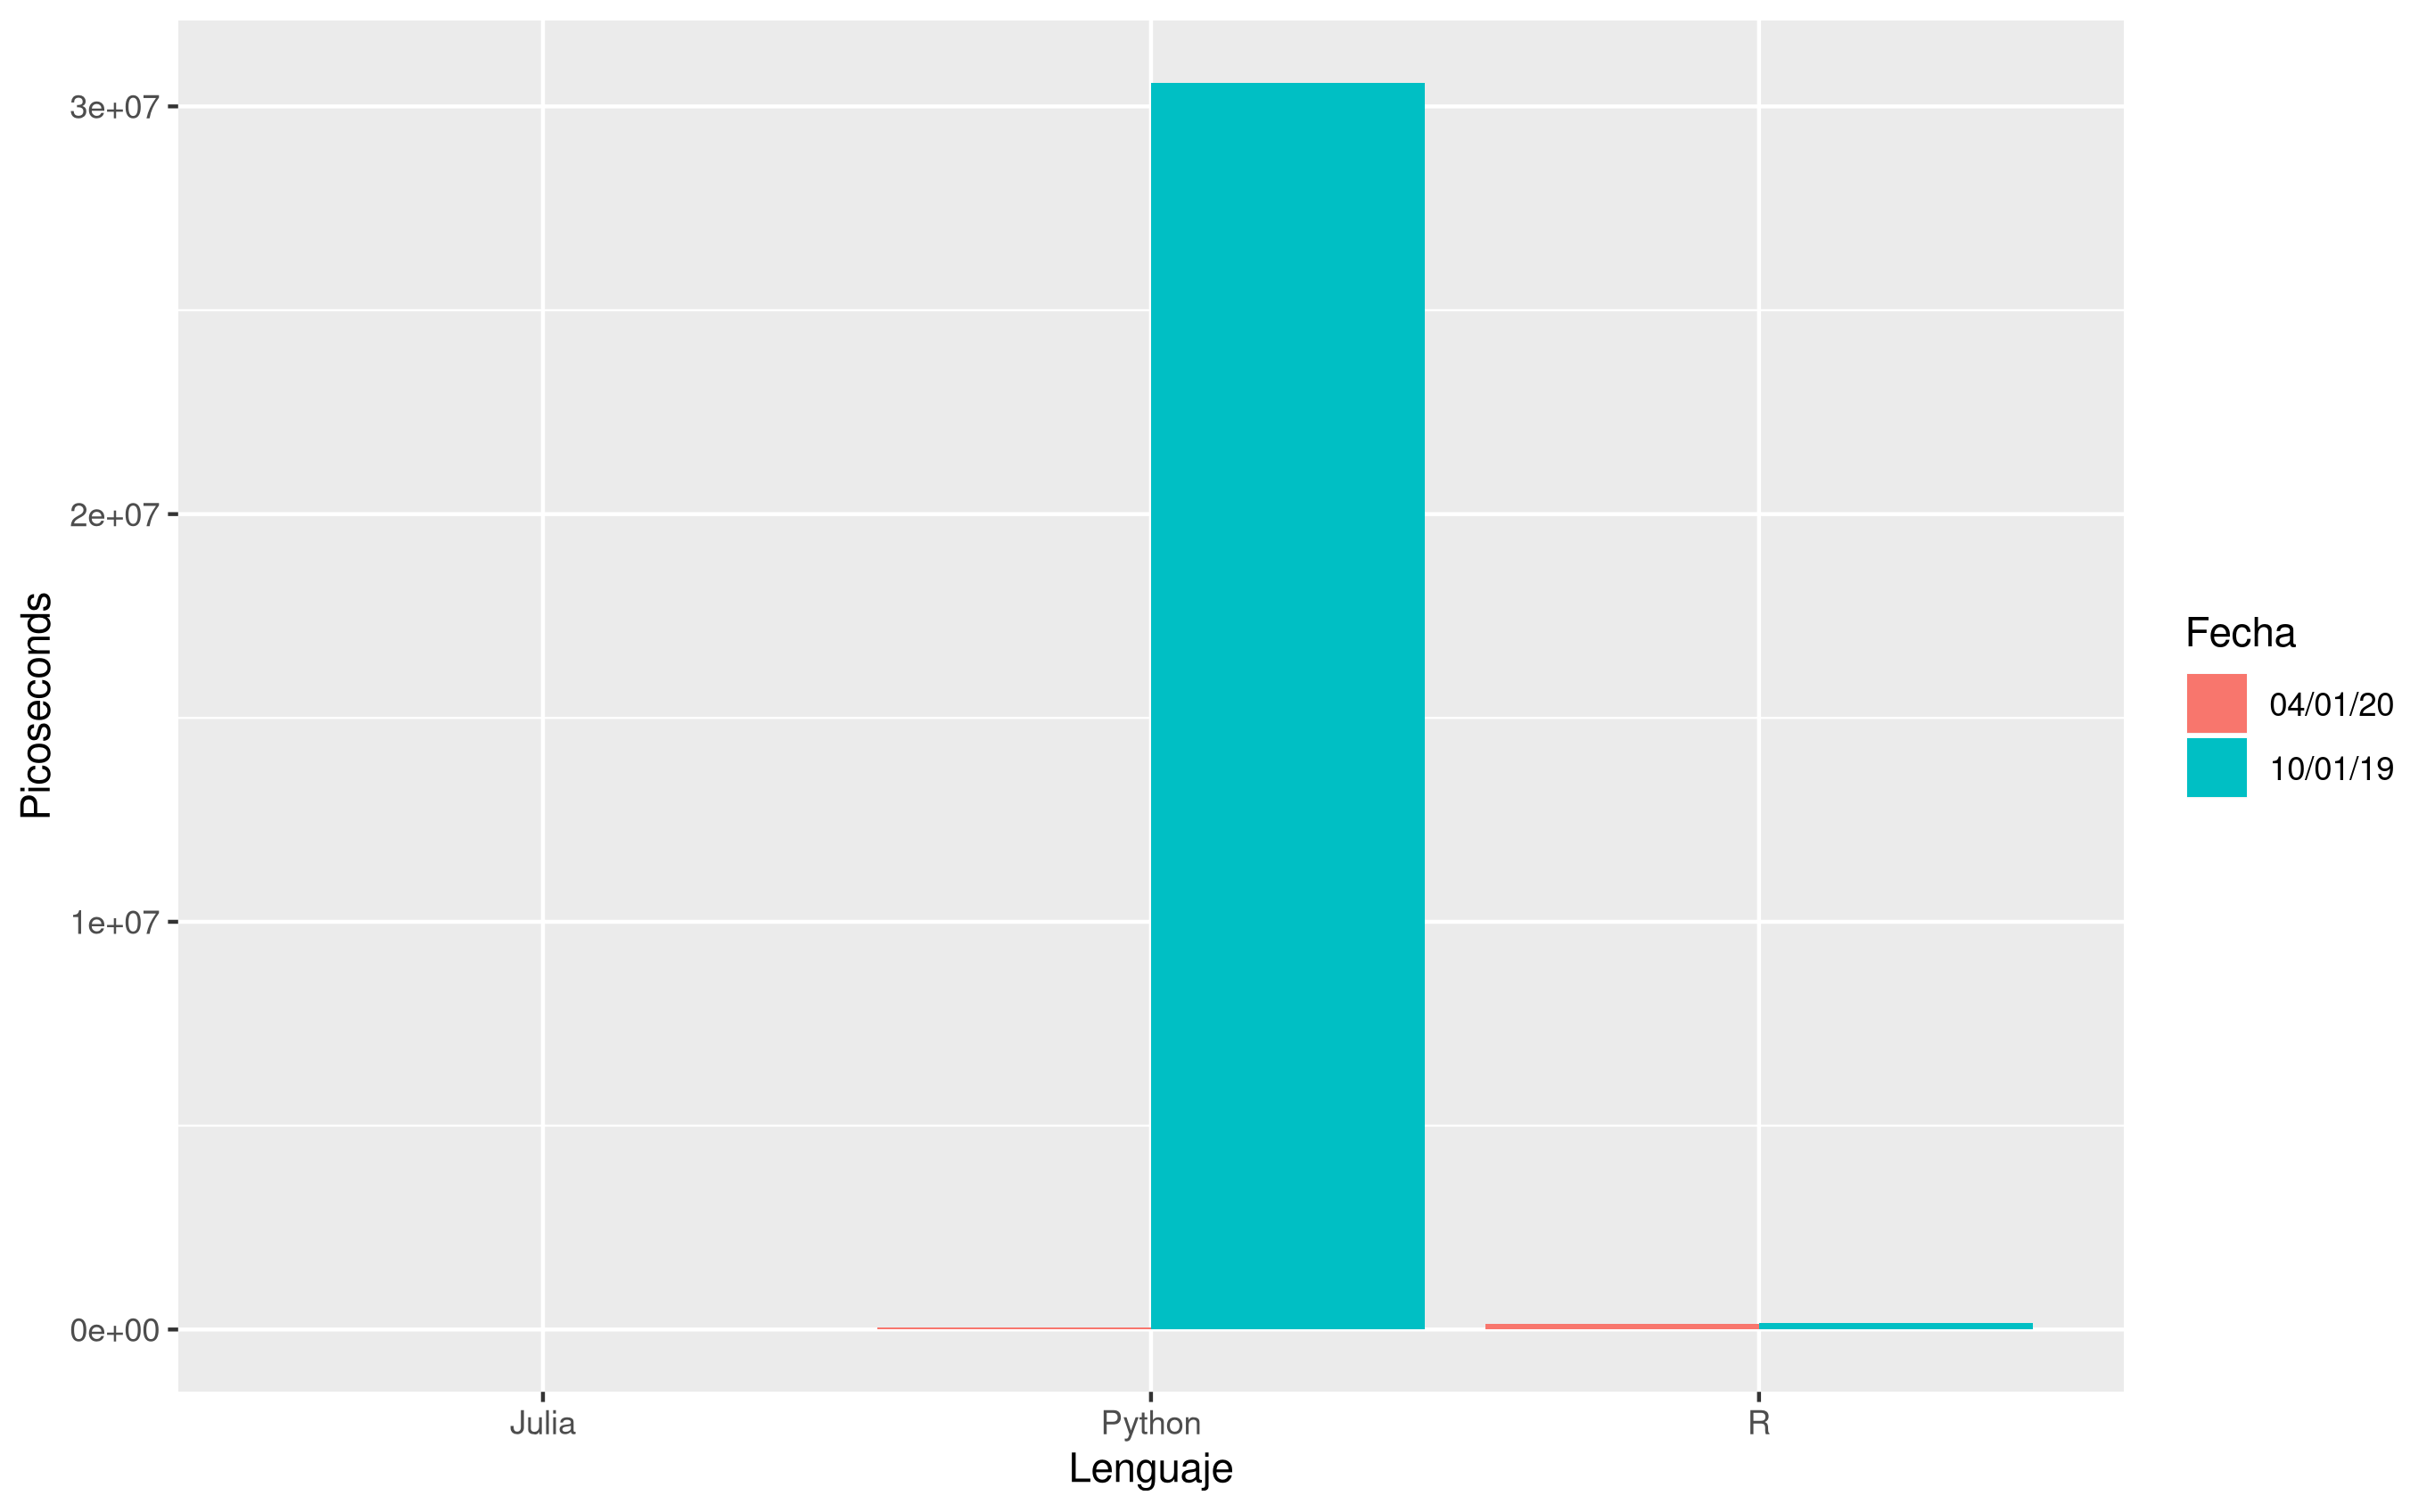 Picoseconds
3e+07
2e+07
1e+07
0e+00
Julia
Python
R
Lenguaje
Fecha
04/01/20
10/01/19